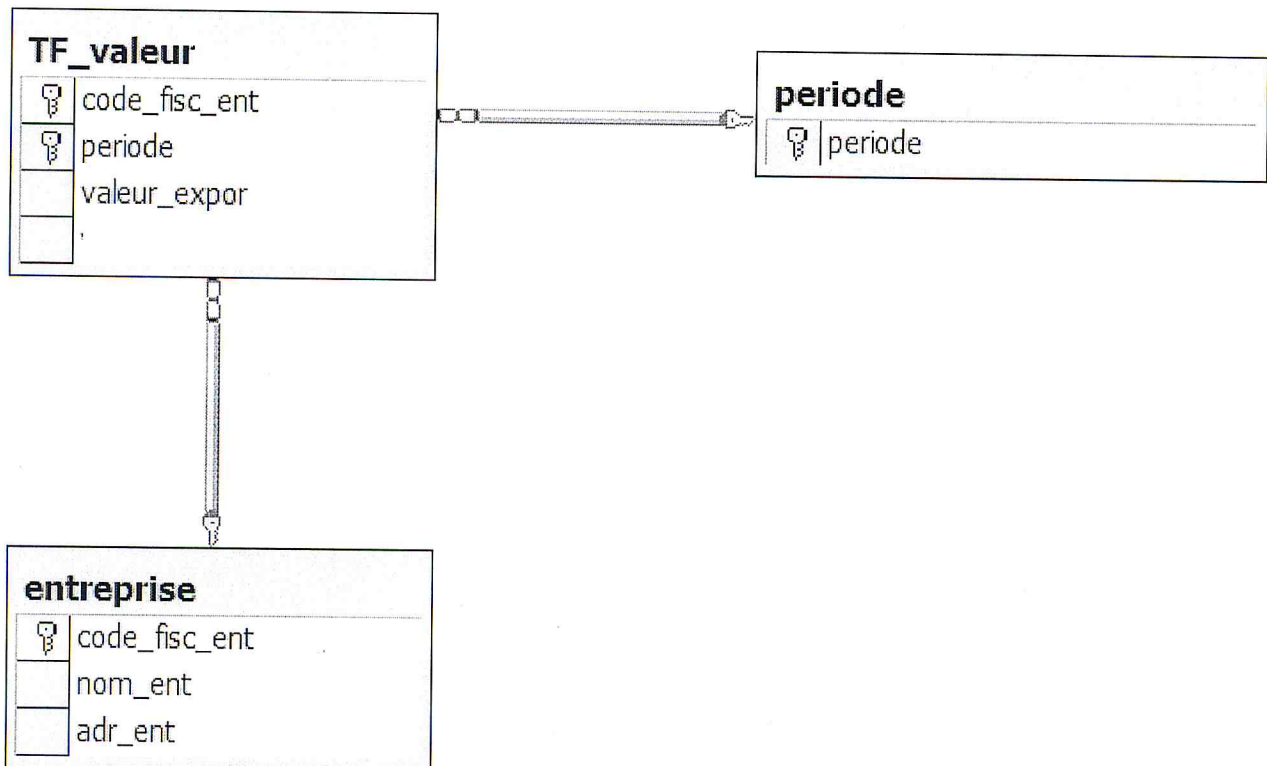 TF_valeur
code_fisc_ent
periode
valeur_expor
periode
periode
entreprise
code_fisc_ent
nom_ent
adr_ent